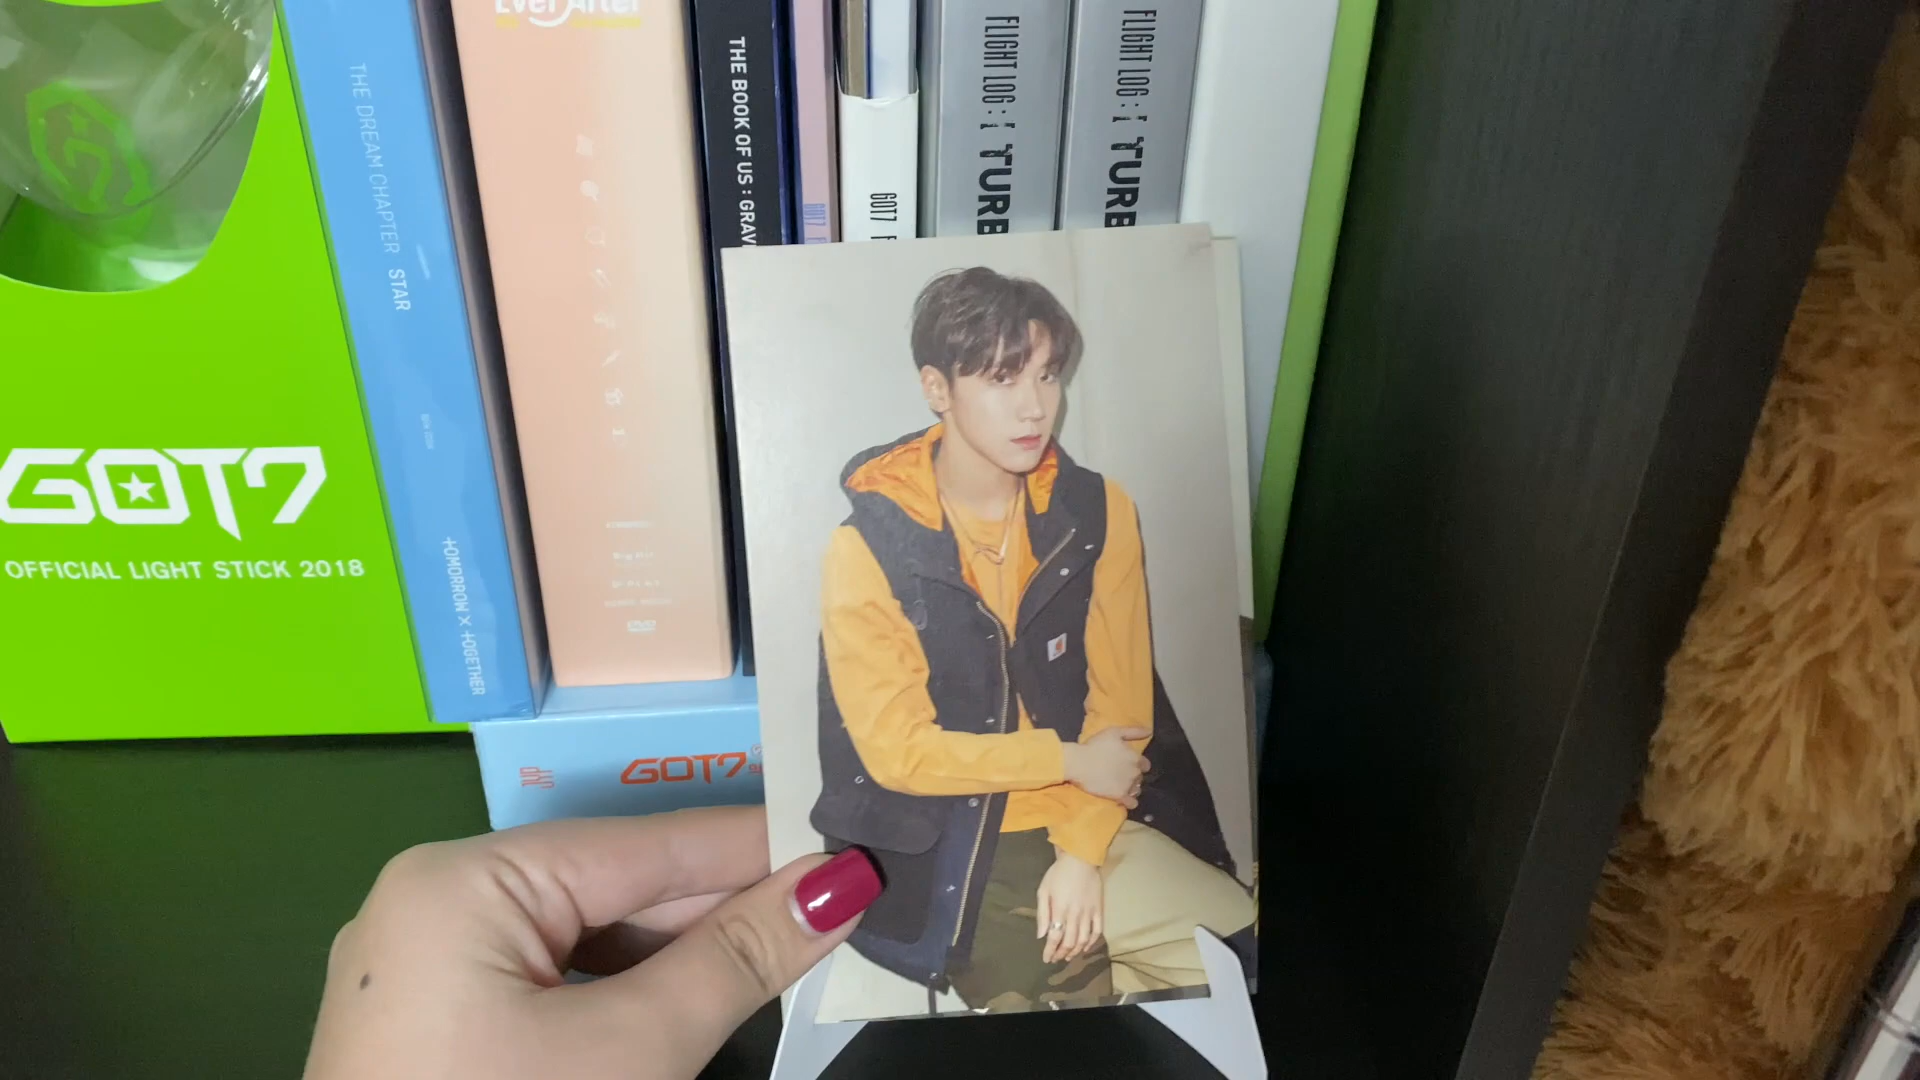 Ever After
THE DREAM CHAPTER STAR
TOMORROW X TOGETHER
THE BOOK OF US : GRAV
GOT7 F
GOT7 F
FLIGHT LOG : [TURB
FLIGHT LOG : [TURB
GOT7
OFFICIAL LIGHT STICK 2018
GOT7
DVD